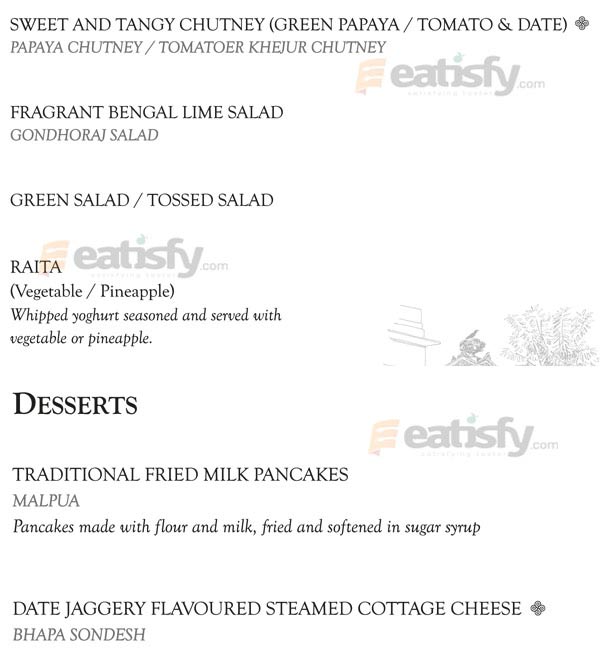 SWEET AND TANGY CHUTNEY (GREEN PAPAYA / TOMATO & DATE)
PAPAYA CHUTNEY / TOMATOER KHEJUR CHUTNEY
eatisfy.com
satisfying taster
FRAGRANT BENGAL LIME SALAD
GONDHORAJ SALAD
GREEN SALAD / TOSSED SALAD
eatisfy.com
satisfying taster
RAITA
(Vegetable / Pineapple)
Whipped yoghurt seasoned and served with
vegetable or pineapple.
DESSERTS
eatisfy.com
satisfying taster
TRADITIONAL FRIED MILK PANCAKES
MALPUA
Pancakes made with flour and milk, fried and softened in sugar syrup
DATE JAGGERY FLAVOURED STEAMED COTTAGE CHEESE
BHAPA SONDESH